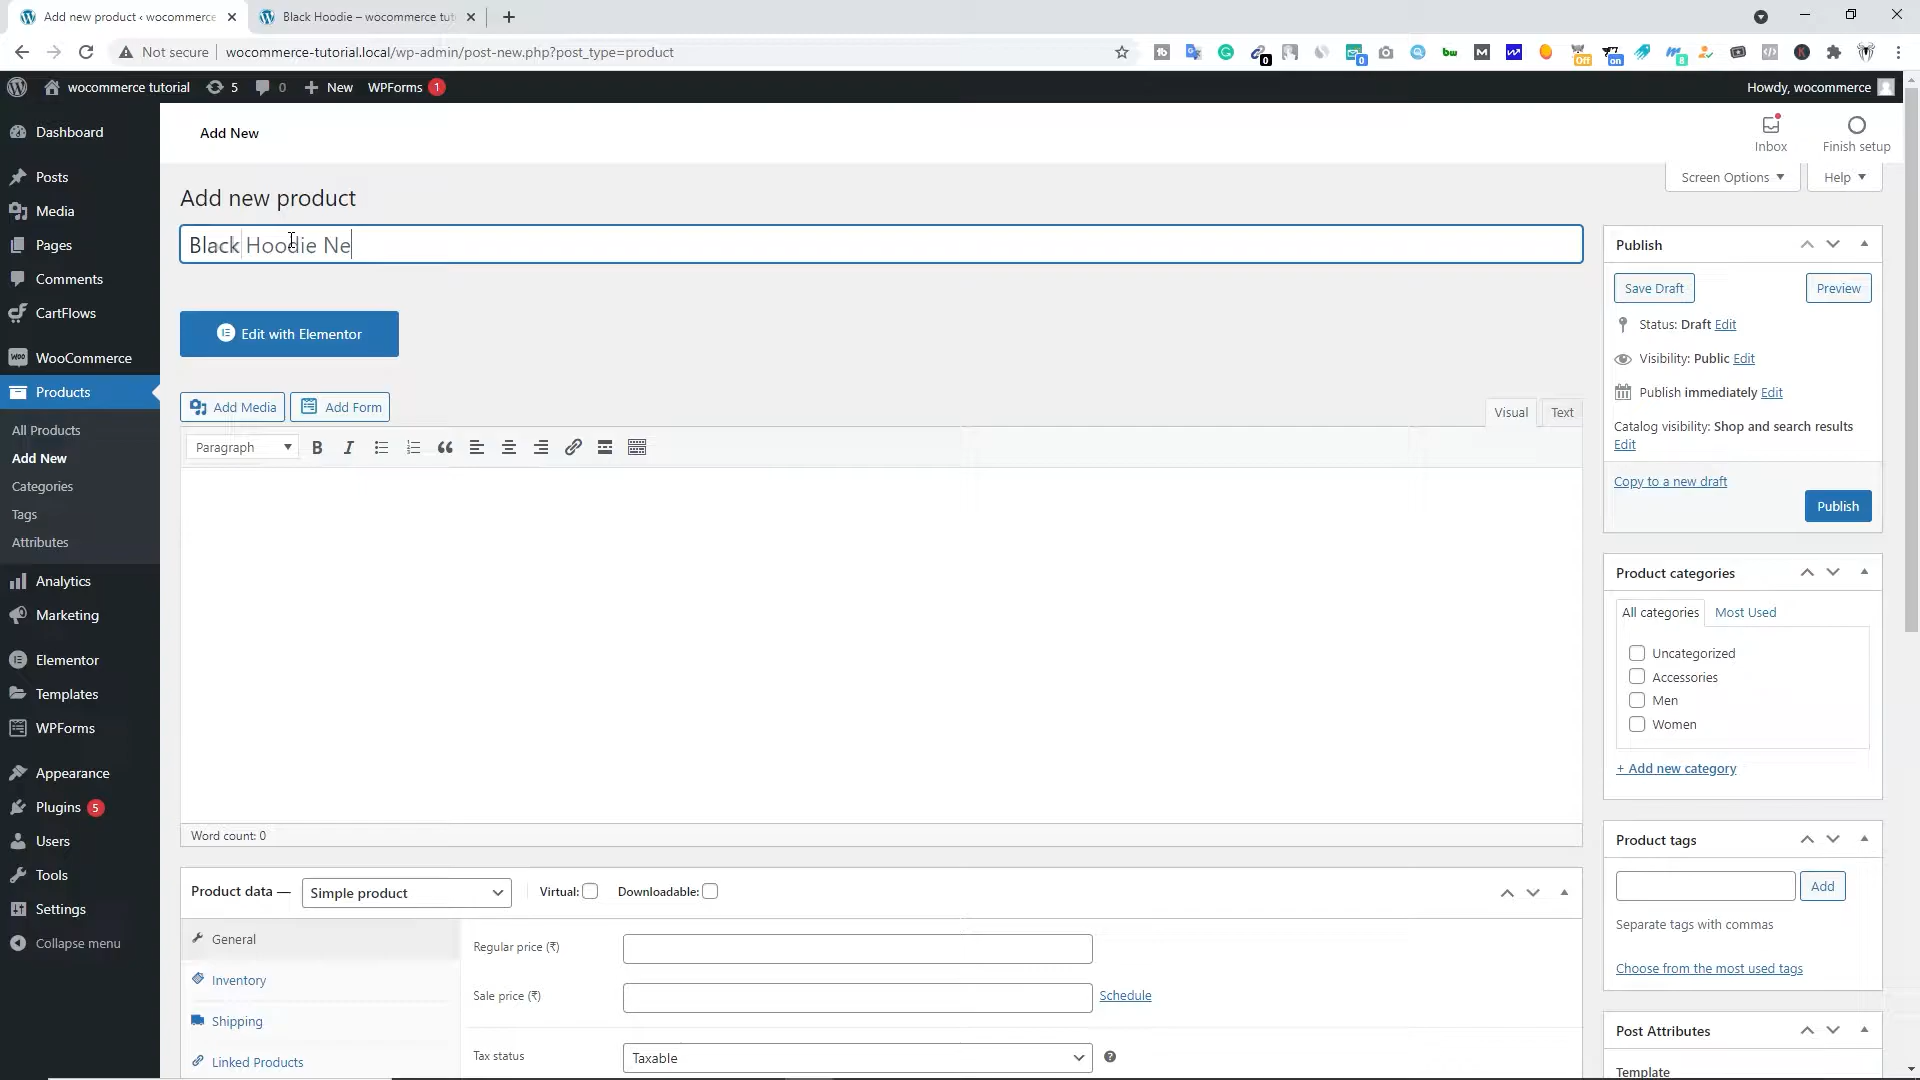 Add new product ‹ wocommerce
Black Hoodie – wocommerce tut
Not secure
wocommerce-tutorial.local/wp-admin/post-new.php?post_type=product
0
0
Off
on
8
wocommerce tutorial
5
0
New
WPForms 1
Howdy, wocommerce
Dashboard
Posts
Media
Pages
Comments
CartFlows
WooCommerce
Products
All Products
Add New
Categories
Tags
Attributes
Analytics
Marketing
Elementor
Templates
WPForms
Appearance
Plugins 5
Users
Tools
Settings
Collapse menu
Add New
Inbox
Finish setup
Screen Options
Help
Add new product
Black Hoodie Ne
Edit with Elementor
Add Media
Add Form
Visual
Text
Paragraph
Word count: 0
Product data —
Simple product
Virtual:
Downloadable:
General
Inventory
Shipping
Linked Products
Regular price (₹)
Sale price (₹)
Schedule
Tax status
Taxable
Publish
Save Draft
Preview
Status: Draft Edit
Visibility: Public Edit
Publish immediately Edit
Catalog visibility: Shop and search results
Edit
Copy to a new draft
Publish
Product categories
All categories
Most Used
Uncategorized
Accessories
Men
Women
+ Add new category
Product tags
Add
Separate tags with commas
Choose from the most used tags
Post Attributes
Template